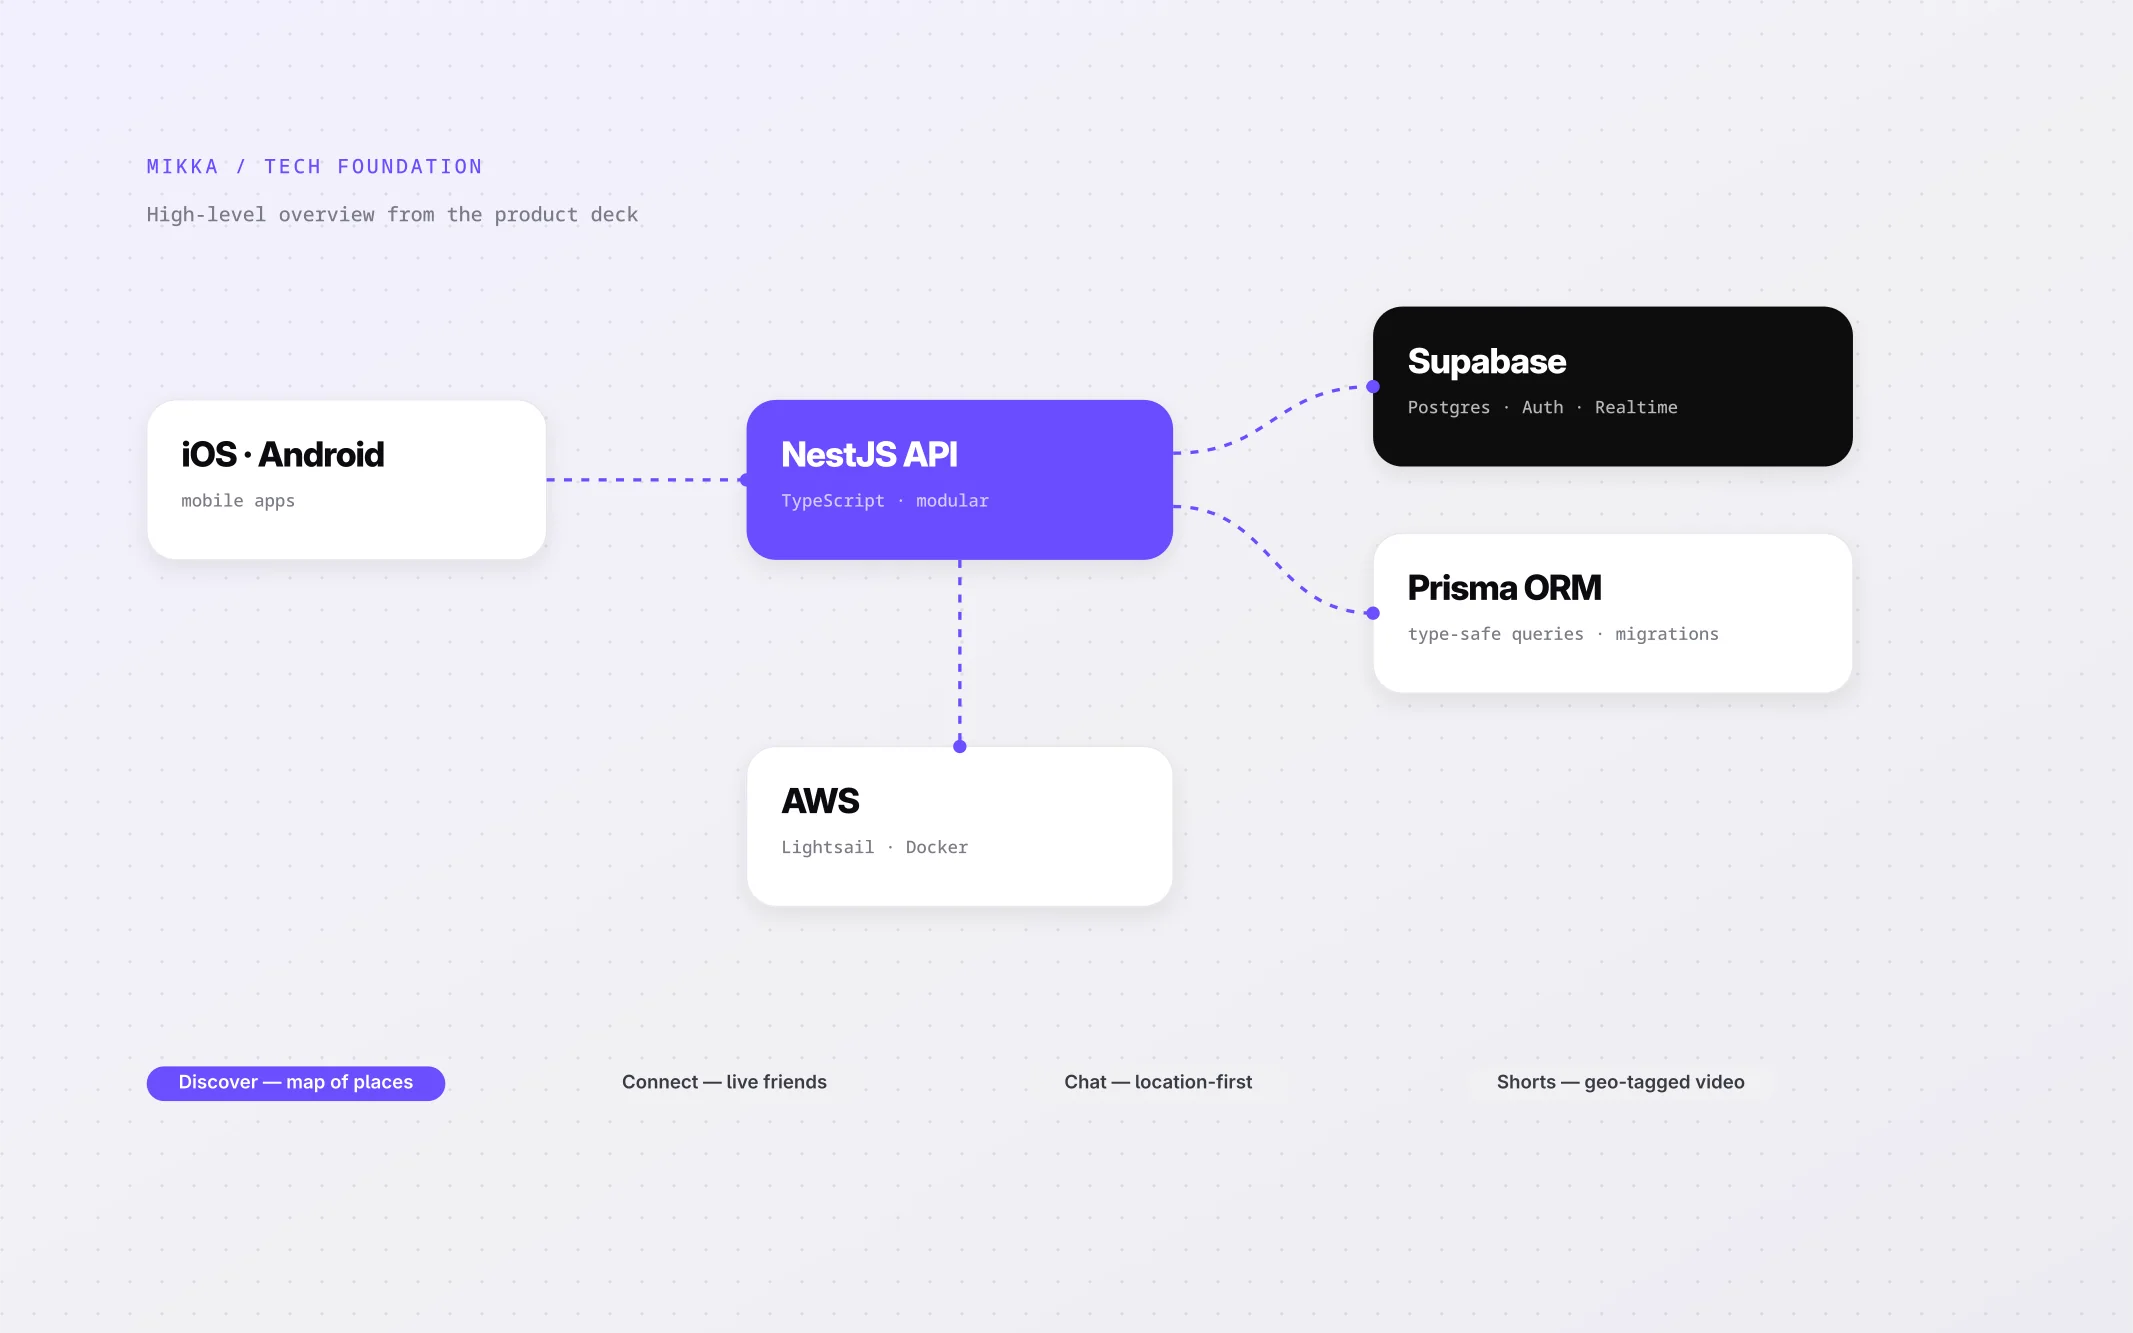 MIKKA / TECH FOUNDATION
High-level overview from the product deck
Supabase
Postgres · Auth · Realtime
iOS · Android
mobile apps
NestJS API
TypeScript · modular
Prisma ORM
type-safe queries · migrations
AWS
Lightsail · Docker
Discover — map of places
Connect — live friends
Chat — location-first
Shorts — geo-tagged video